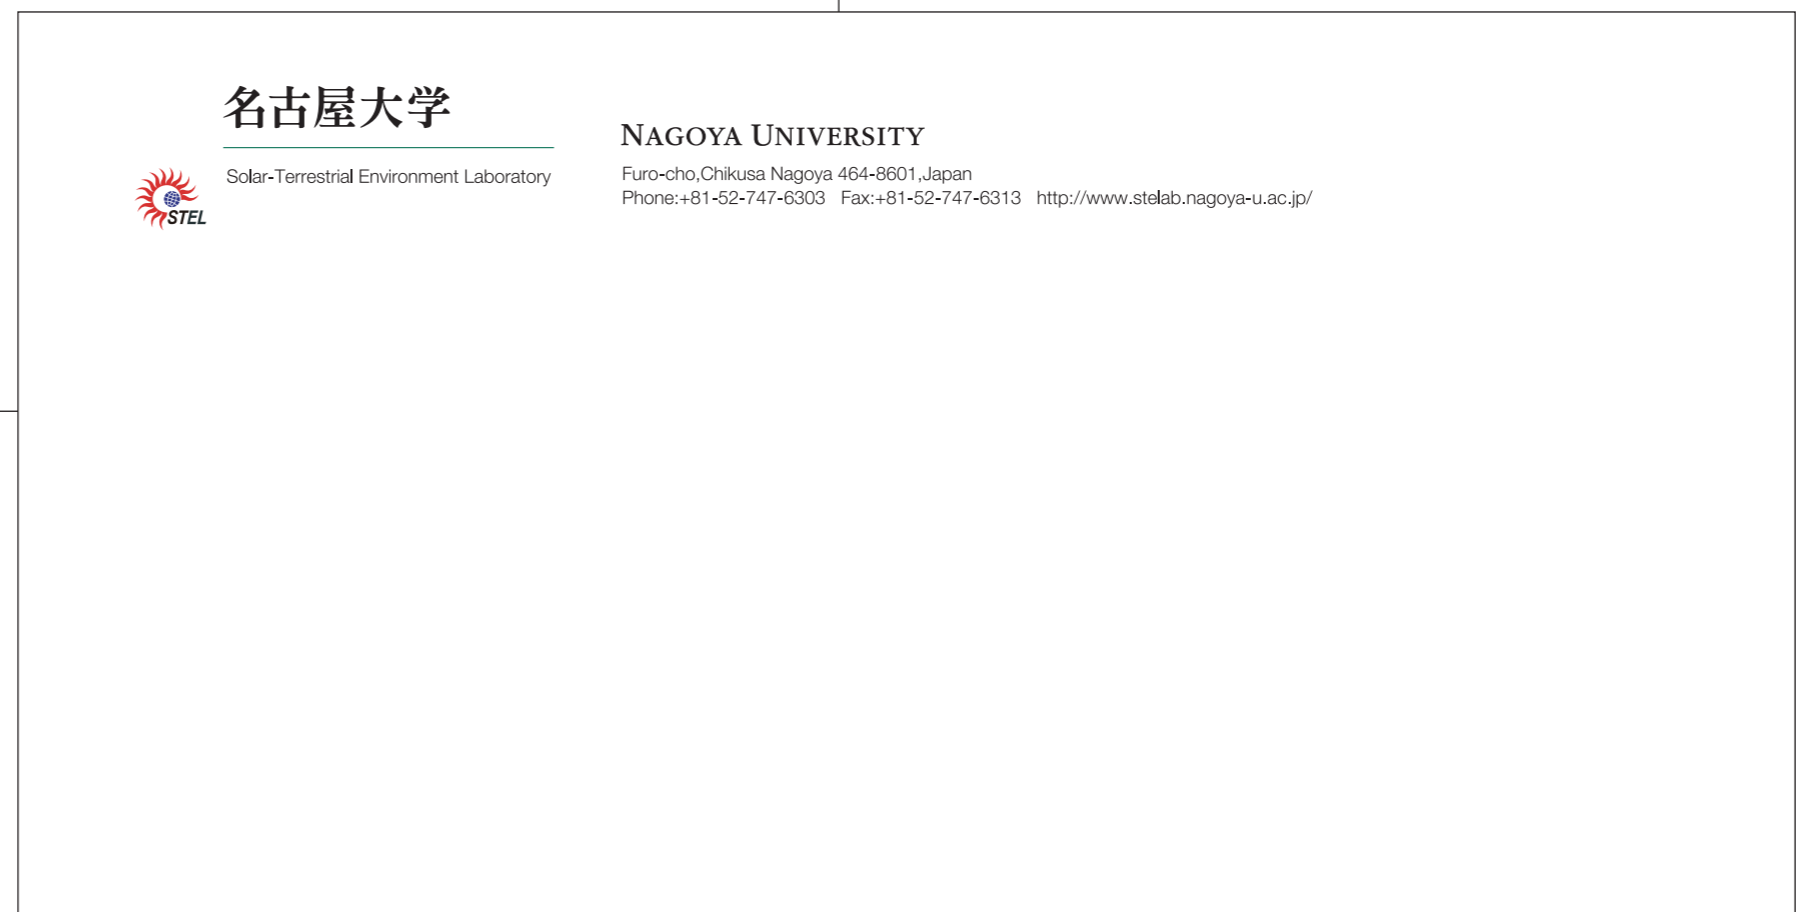 名古屋大学
Solar-Terrestrial Environment Laboratory
STEL
NAGOYA UNIVERSITY
Furo-cho,Chikusa Nagoya 464-8601,Japan
Phone:+81-52-747-6303 Fax:+81-52-747-6313 http://www.stelab.nagoya-u.ac.jp/